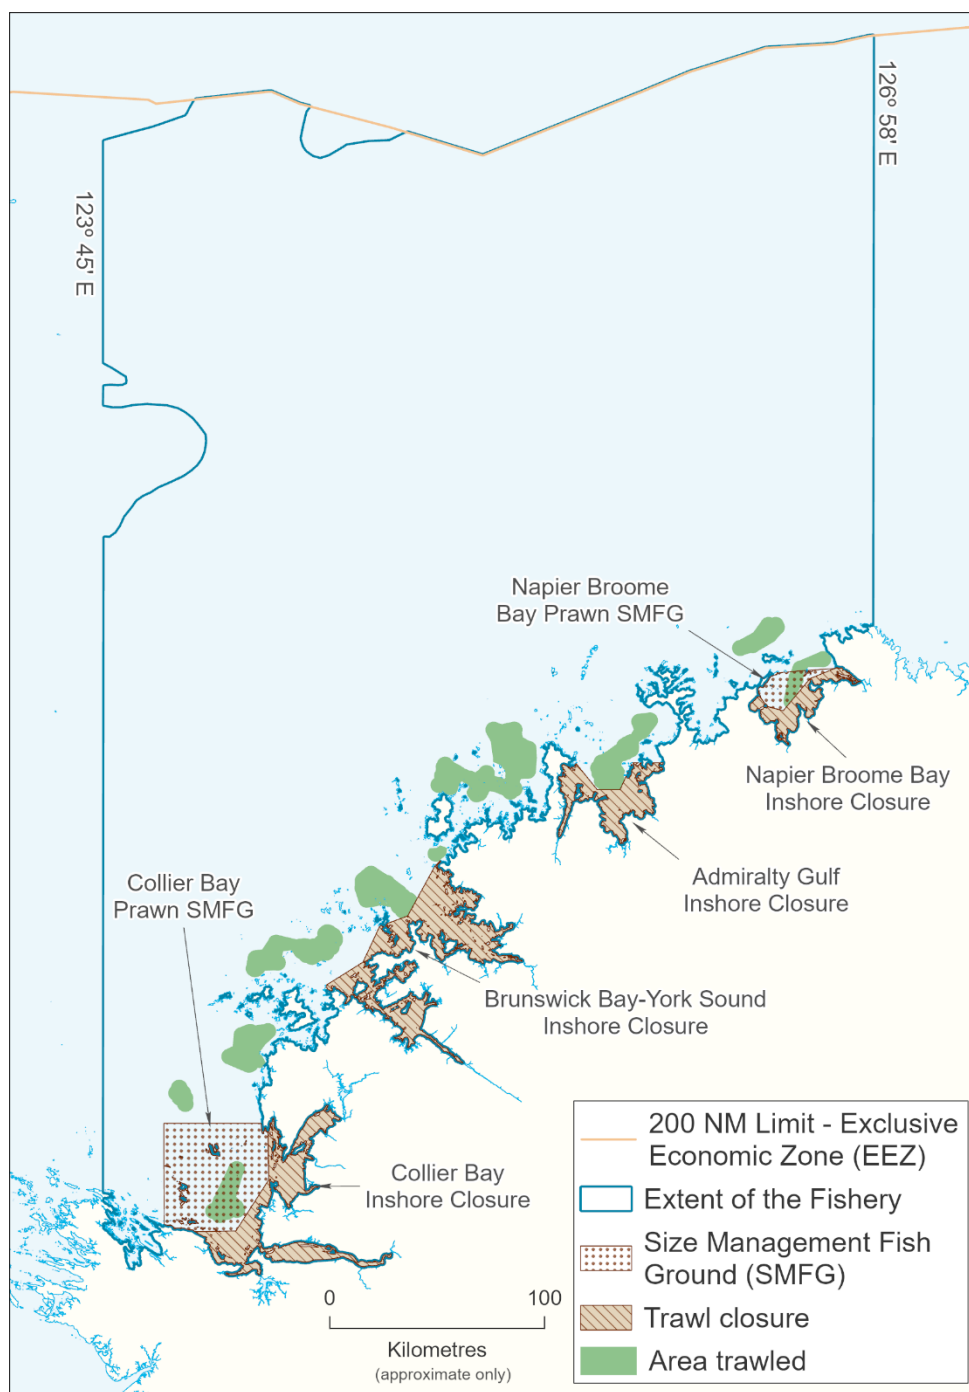 126° 58' E
123° 45' E
Napier Broome
Bay Prawn SMFG
Napier Broome Bay
Inshore Closure
Admiralty Gulf
Inshore Closure
Collier Bay
Prawn SMFG
Brunswick Bay-York Sound
Inshore Closure
Collier Bay
Inshore Closure
0 100
Kilometres
(approximate only)
200 NM Limit - Exclusive
Economic Zone (EEZ)
Extent of the Fishery
Size Management Fish
Ground (SMFG)
Trawl closure
Area trawled